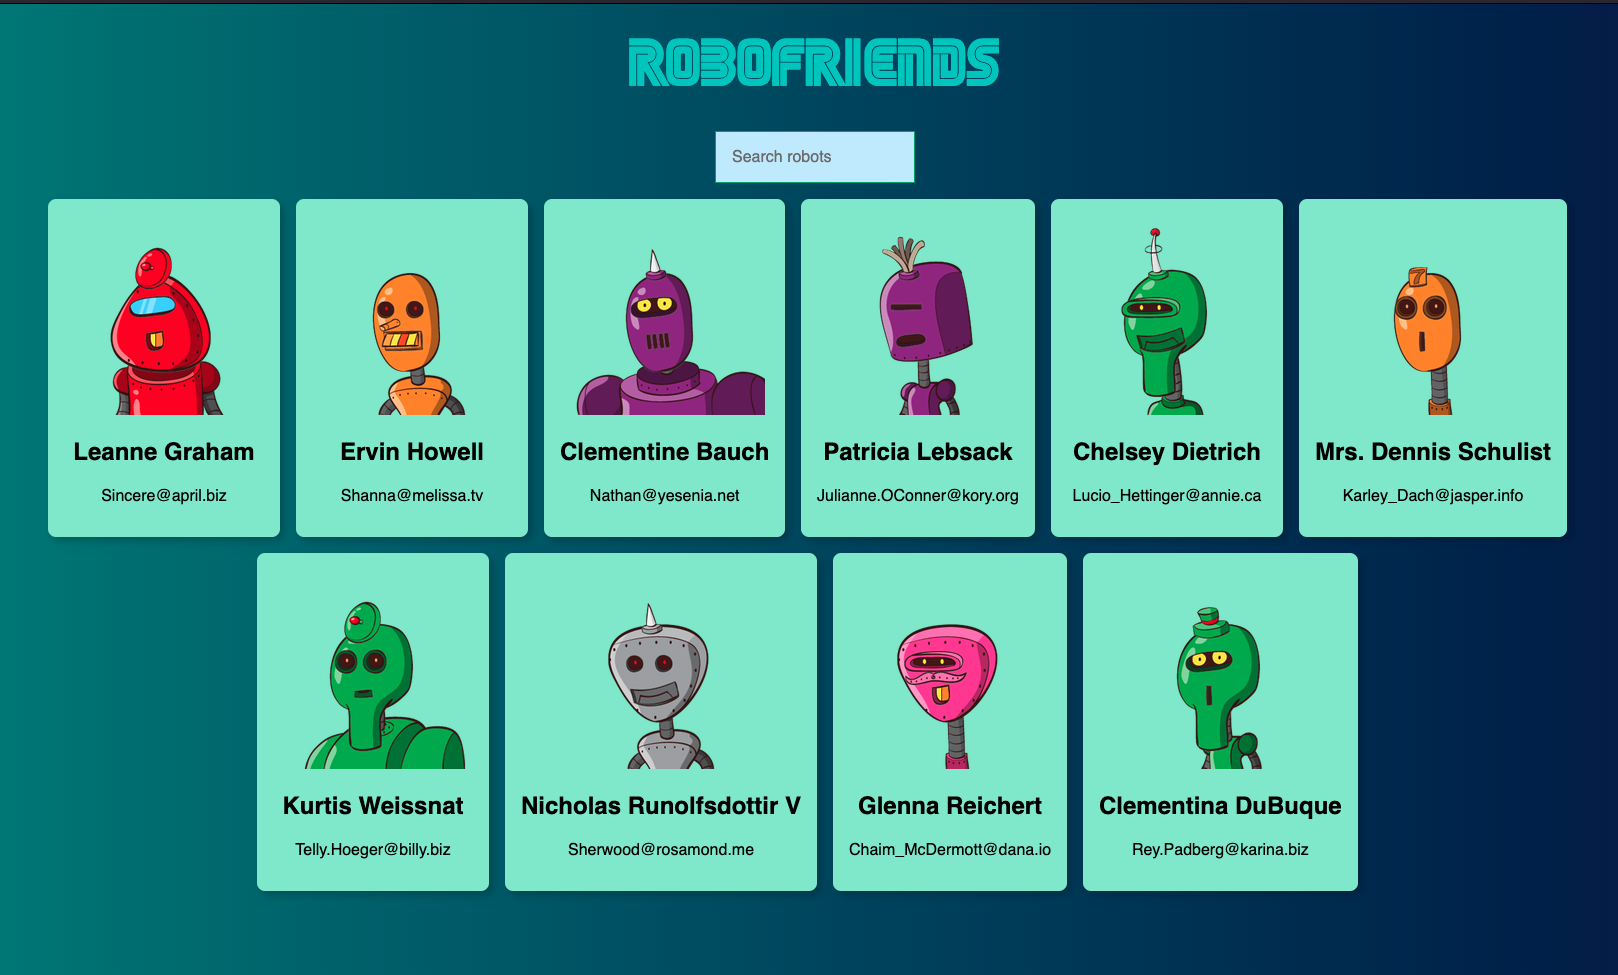 ROBOFRIENDS
Search robots
Leanne Graham
Sincere@april.biz
Ervin Howell
Shanna@melissa.tv
Clementine Bauch
Nathan@yesenia.net
Patricia Lebsack
Julianne.OConner@kory.org
Chelsey Dietrich
Lucio_Hettinger@annie.ca
7
Mrs. Dennis Schulist
Karley_Dach@jasper.info
Kurtis Weissnat
Telly.Hoeger@billy.biz
Nicholas Runolfsdottir V
Sherwood@rosamond.me
Glenna Reichert
Chaim_McDermott@dana.io
Clementina DuBuque
Rey.Padberg@karina.biz